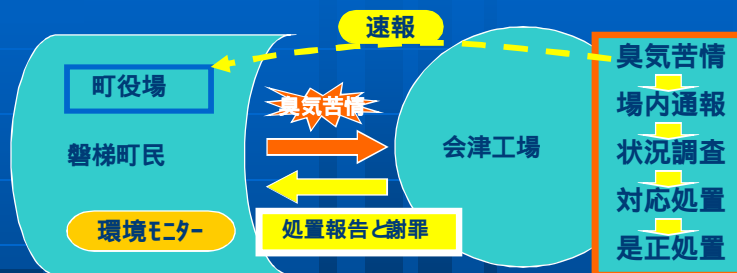 速報
町役場
臭気苦情
磐梯町民
会津工場
環境ﾓﾆﾀｰ
処置報告と謝罪
臭気苦情
場内通報
状況調査
対応処置
是正処置